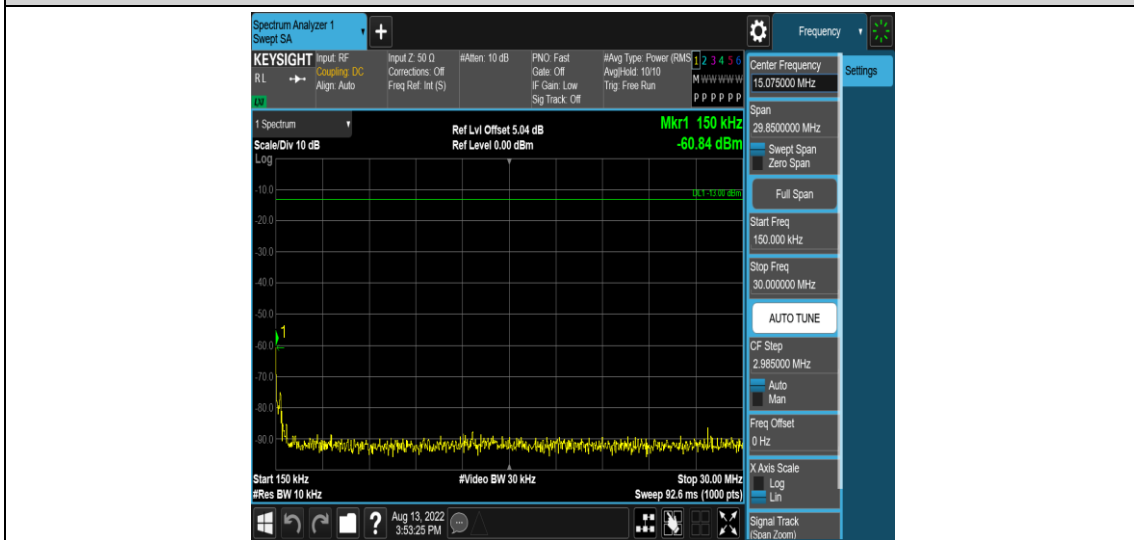 Spectrum Analyzer 1
Swept SA
+
Frequency
KEYSIGHT
RL
LXI
Input: RF
Coupling: DC
Align: Auto
Input Z: 50 Ω
Corrections: Off
Freq Ref: Int (S)
#Atten: 10 dB
PNO: Fast
Gate: Off
IF Gain: Low
Sig Track: Off
#Avg Type: Power (RMS
Avg|Hold: 10/10
Trig: Free Run
1 2 3 4 5 6
M W W W W W
P P P P P P
1 Spectrum
Scale/Div 10 dB
Log
Ref Lvl Offset 5.04 dB
Ref Level 0.00 dBm
Mkr1 150 kHz
-60.84 dBm
DL1 -13.00 dBm
-10.0
-20.0
-30.0
-40.0
-50.0
1
-60.0
-70.0
-80.0
-90.0
Start 150 kHz
#Video BW 30 kHz
Stop 30.00 MHz
#Res BW 10 kHz
Sweep 92.6 ms (1000 pts)
Aug 13, 2022
3:53:25 PM
?
Settings
Center Frequency
15.075000 MHz
Span
29.8500000 MHz
Swept Span
Zero Span
Full Span
Start Freq
150.000 kHz
Stop Freq
30.000000 MHz
AUTO TUNE
CF Step
2.985000 MHz
Auto
Man
Freq Offset
0 Hz
X Axis Scale
Log
Lin
Signal Track
(Span Zoom)